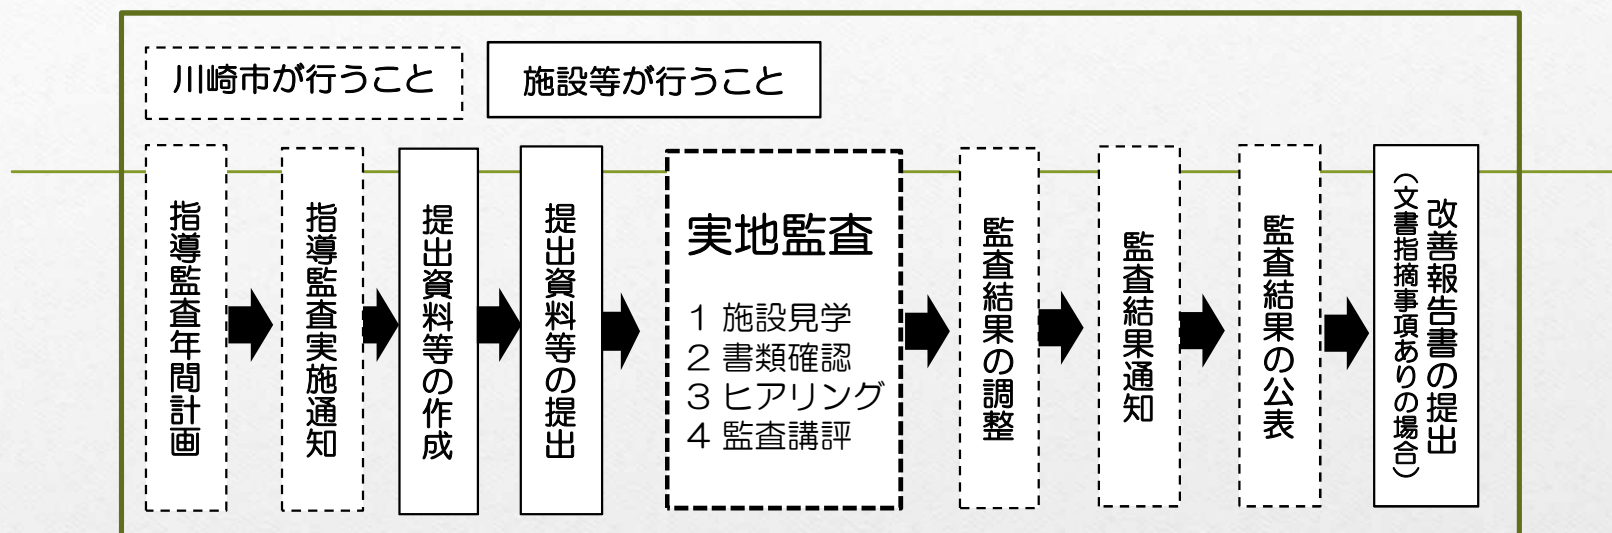 川崎市が行うこと
施設等が行うこと
指導監査年間計画
指導監査実施通知
提出資料等の作成
提出資料等の提出
実地監査
1 施設見学
2 書類確認
3 ヒアリング
4 監査講評
監査結果の調整
監査結果通知
監査結果の公表
改善報告書の提出
（文書指摘事項ありの場合）